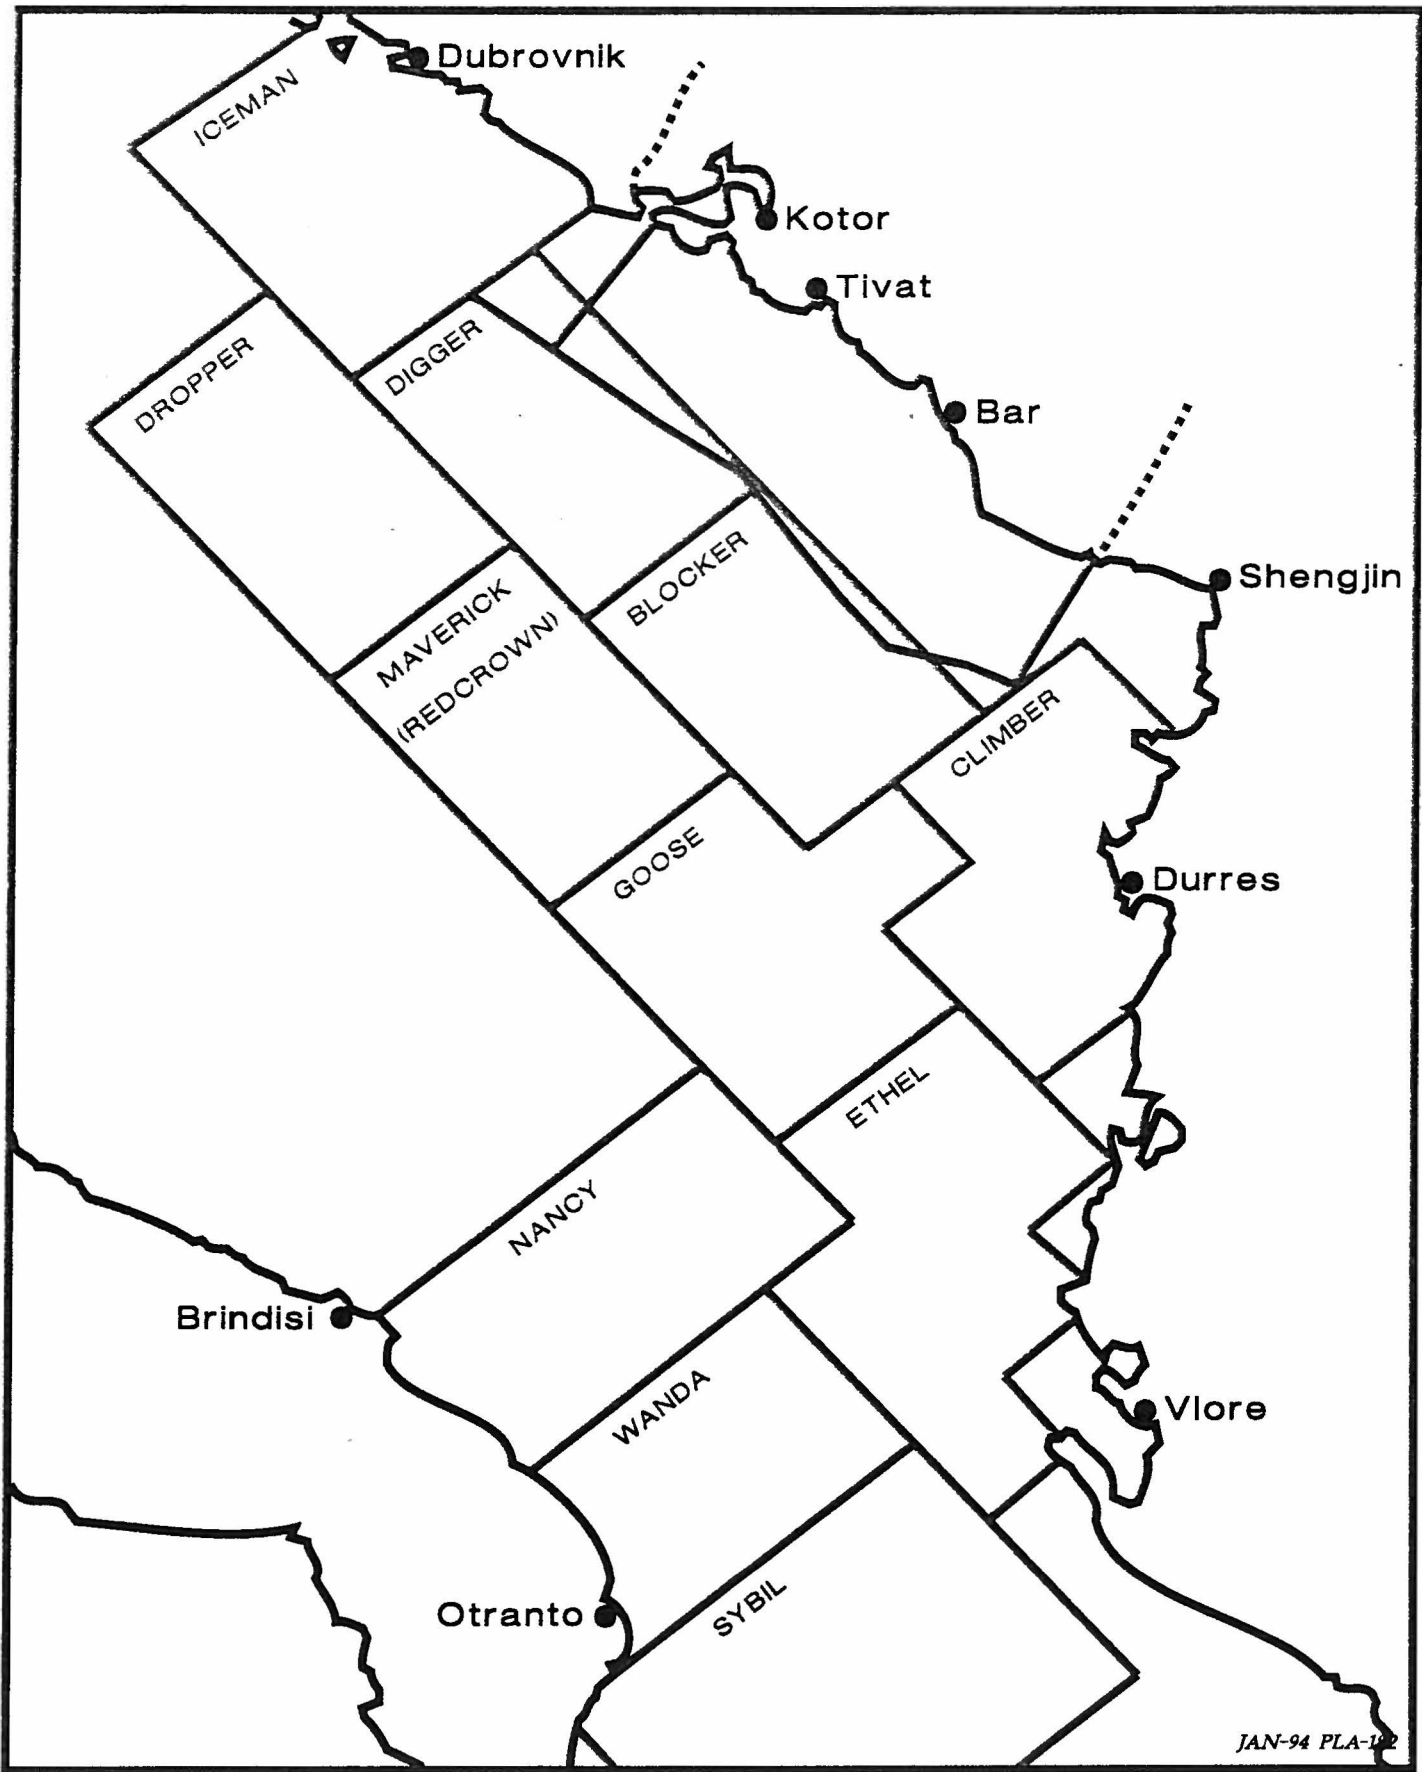 Dubrovnik
ICEMAN
Kotor
Tivat
DIGGER
DROPPER
Bar
BLOCKER
Shengjin
MAVERICK
(REDCROWN)
CLIMBER
GOOSE
Durres
ETHEL
NANCY
Brindisi
WANDA
Vlore
SYBIL
Otranto
JAN-94 PLA-